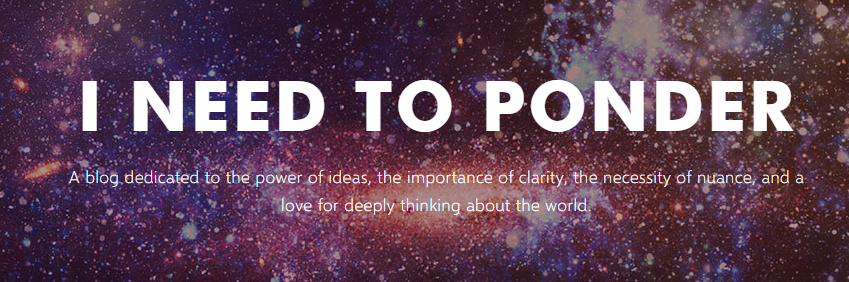 I NEED TO PONDER
A blog dedicated to the power of ideas, the importance of clarity, the necessity of nuance, and a
love for deeply thinking about the world.